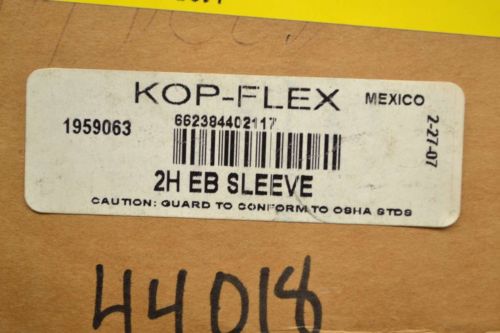 KOP-FLEX MEXICO
1959063
662384402117
2-27-07
2H EB SLEEVE
CAUTION: GUARD TO CONFORM TO OSHA STDS
44018